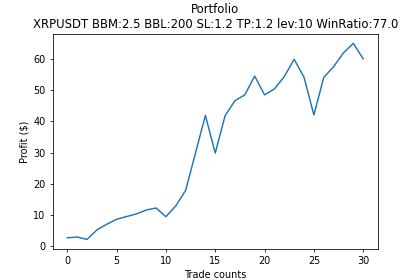 Portfolio
XRPUSDT BBM:2.5 BBL:200 SL:1.2 TP:1.2 lev:10 WinRatio:77.0
60
50
40
30
20
10
0
Profit ($)
0 5 10 15 20 25 30
Trade counts